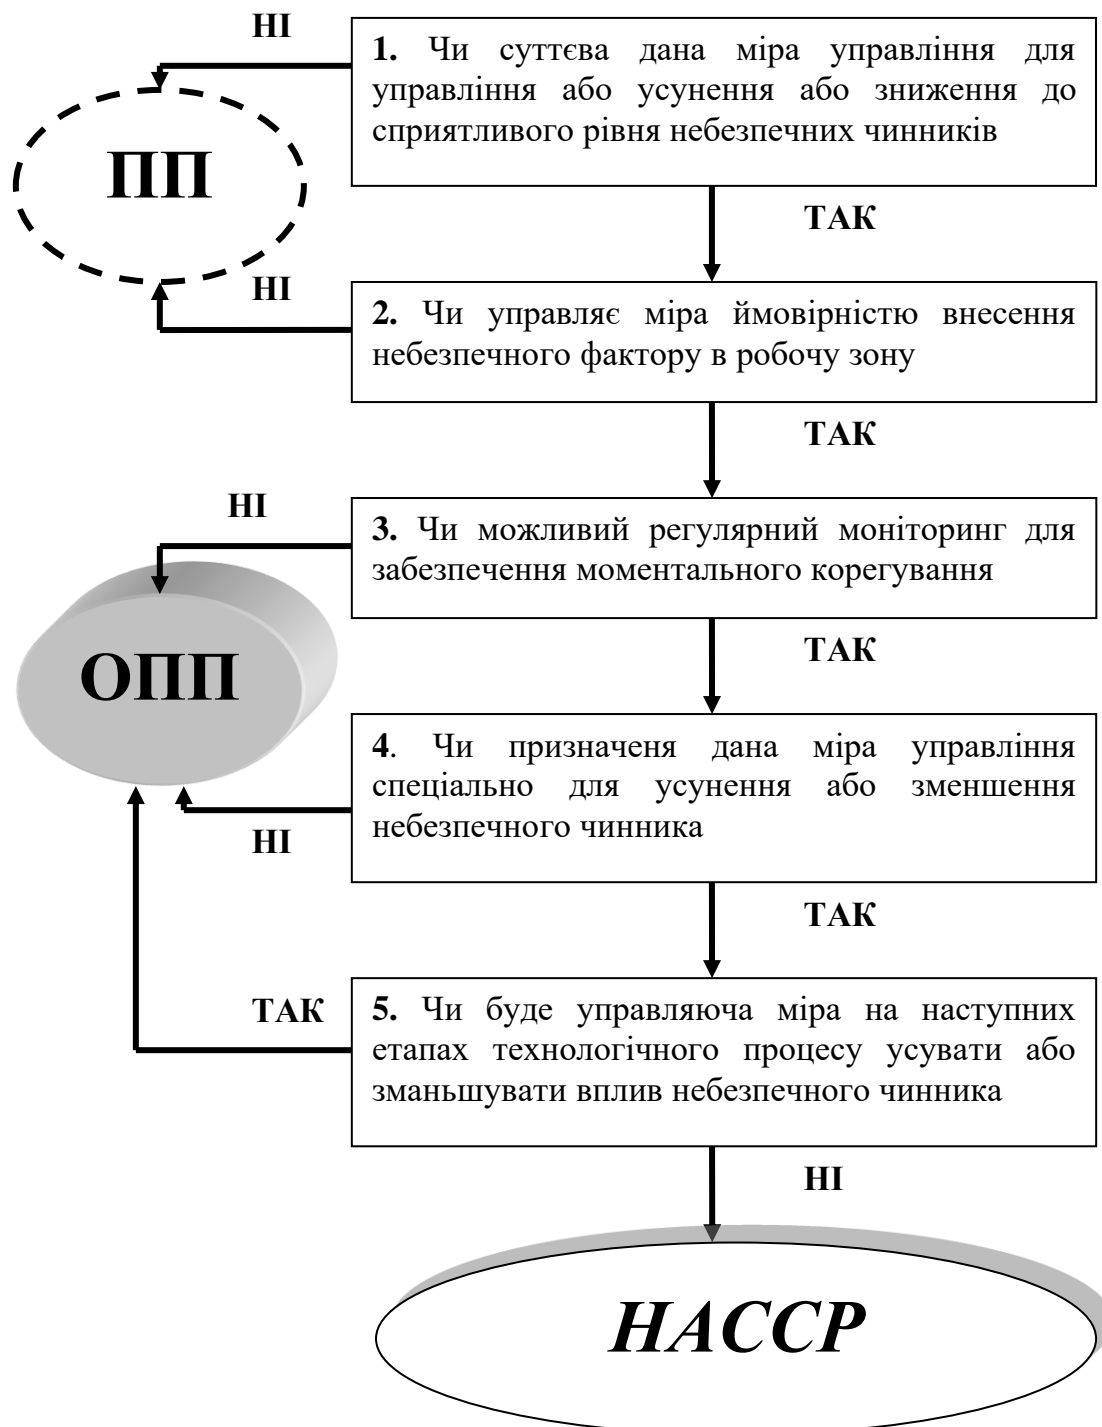 НІ
1. Чи суттєва дана міра управління для
управління або усунення або зниження до
сприятливого рівня небезпечних чинників
ПП
ТАК
НІ
2. Чи управляє міра ймовірністю внесення
небезпечного фактору в робочу зону
ТАК
НІ
3. Чи можливий регулярний моніторинг для
забезпечення моментального корегування
ТАК
ОПП
4. Чи призначеня дана міра управління
спеціально для усунення або зменшення
небезпечного чинника
НІ
ТАК
ТАК
5. Чи буде управляюча міра на наступних
етапах технологічного процесу усувати або
зманьшувати вплив небезпечного чинника
НІ
НАССР